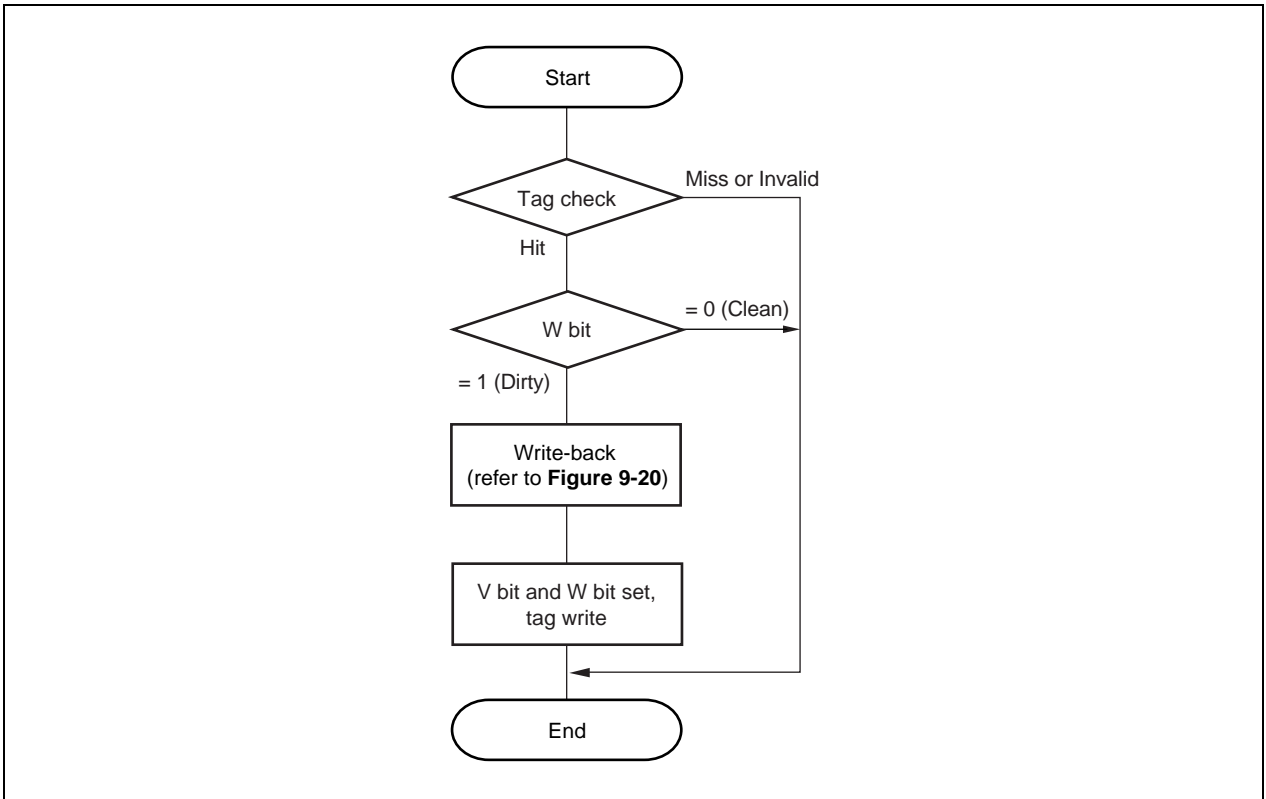 Start
Tag check
Miss or Invalid
Hit
W bit
= 0 (Clean)
= 1 (Dirty)
Write-back
(refer to Figure 9-20)
V bit and W bit set,
tag write
End